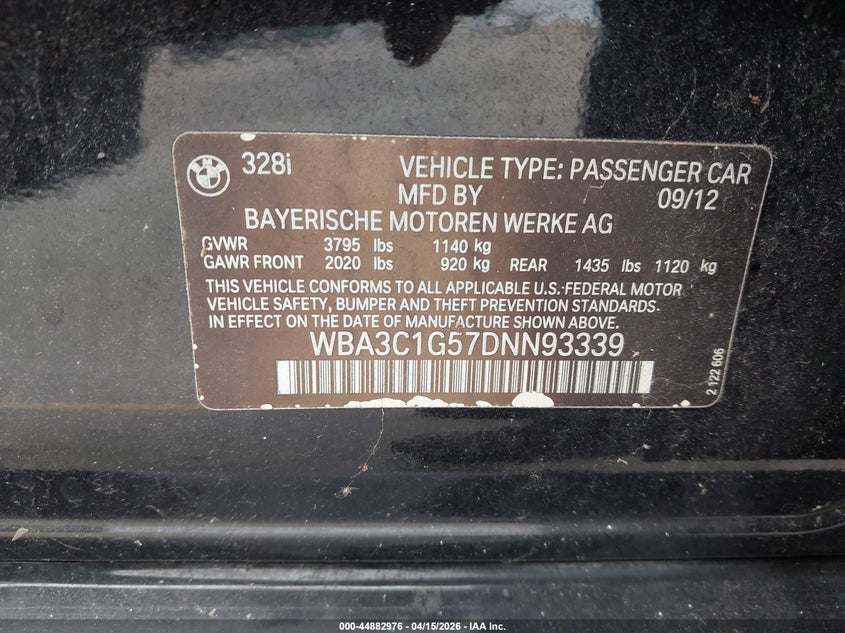 BMW
328i VEHICLE TYPE: PASSENGER CAR
MFD BY 09/12
BAYERISCHE MOTOREN WERKE AG
GVWR 3795 lbs 1140 kg
GAWR FRONT 2020 lbs 920 kg REAR 1435 lbs 1120 kg
THIS VEHICLE CONFORMS TO ALL APPLICABLE U.S.-FEDERAL MOTOR
VEHICLE SAFETY, BUMPER AND THEFT PREVENTION STANDARDS
IN EFFECT ON THE DATE OF MANUFACTURE SHOWN ABOVE.
WBA3C1G57DNN93339
2 122 606
000-44882976 - 04/15/2026 - IAA Inc.